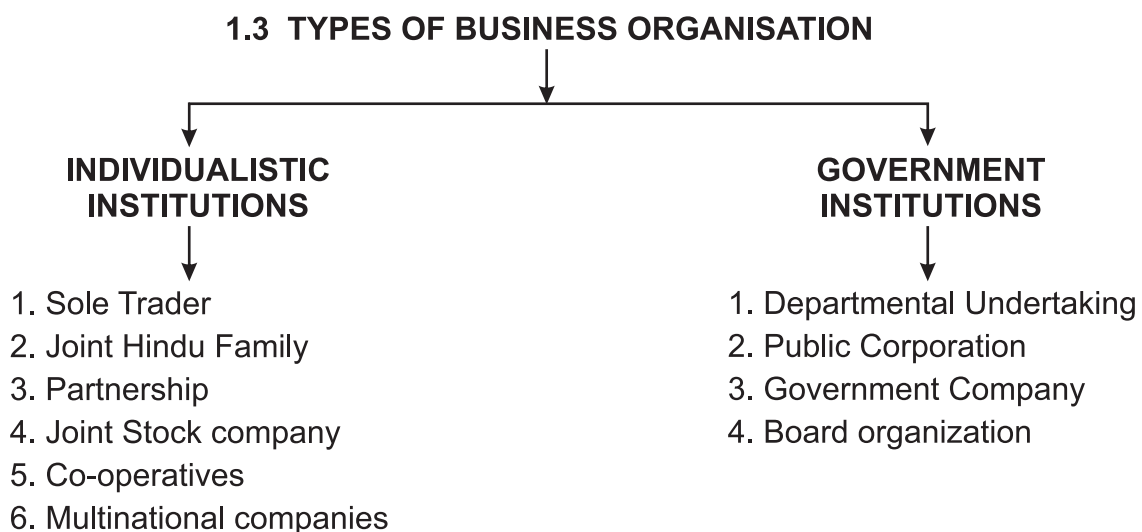 1.3 TYPES OF BUSINESS ORGANISATION
INDIVIDUALISTIC
INSTITUTIONS
1. Sole Trader
2. Joint Hindu Family
3. Partnership
4. Joint Stock company
5. Co-operatives
6. Multinational companies
GOVERNMENT
INSTITUTIONS
1. Departmental Undertaking
2. Public Corporation
3. Government Company
4. Board organization